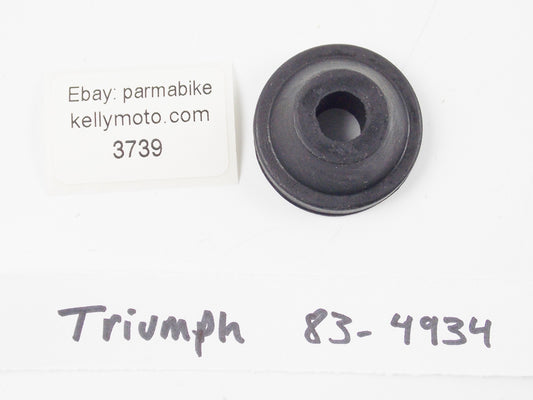 Ebay: parmabike
kellymoto.com
3739
Triumph 83-4934